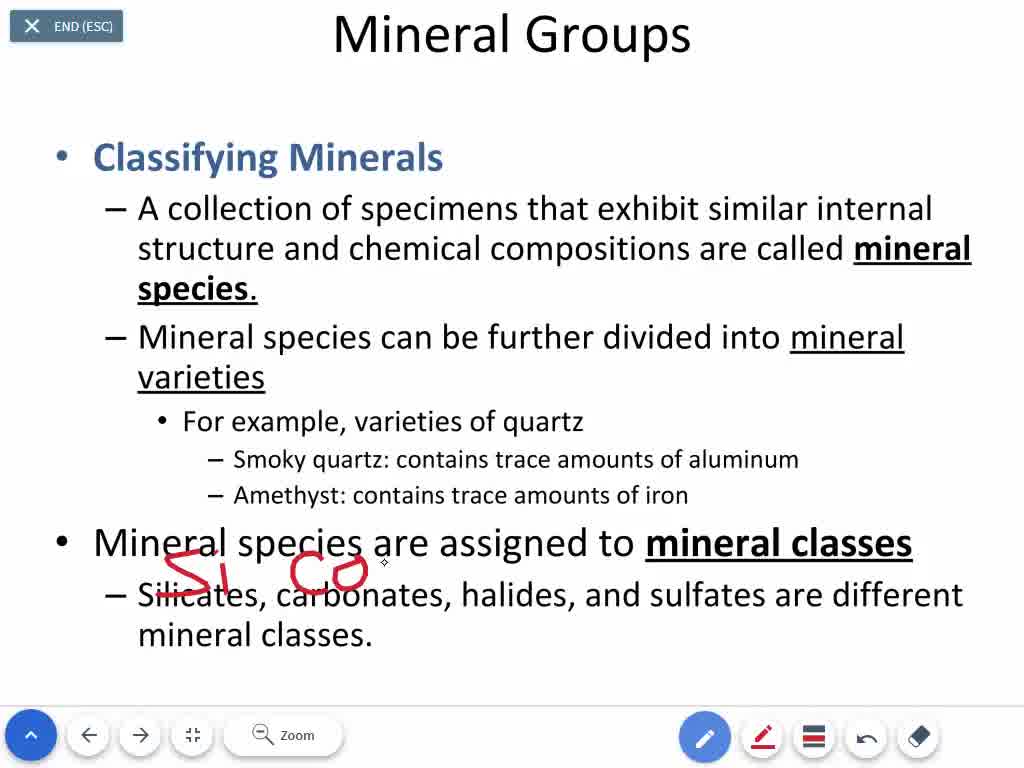 END (ESC)
Mineral Groups
• Classifying Minerals
– A collection of specimens that exhibit similar internal
structure and chemical compositions are called mineral
species.
– Mineral species can be further divided into mineral
varieties
• For example, varieties of quartz
– Smoky quartz: contains trace amounts of aluminum
– Amethyst: contains trace amounts of iron
• Mineral species are assigned to mineral classes
Si Co
– Silicates, carbonates, halides, and sulfates are different
mineral classes.
Zoom